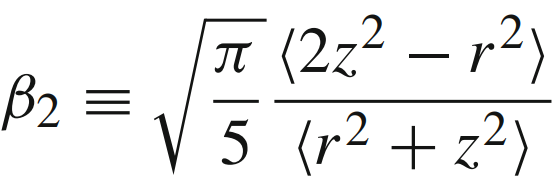 β₂ ≡ √(π/5) ⟨2z² − r²⟩/⟨r² + z²⟩